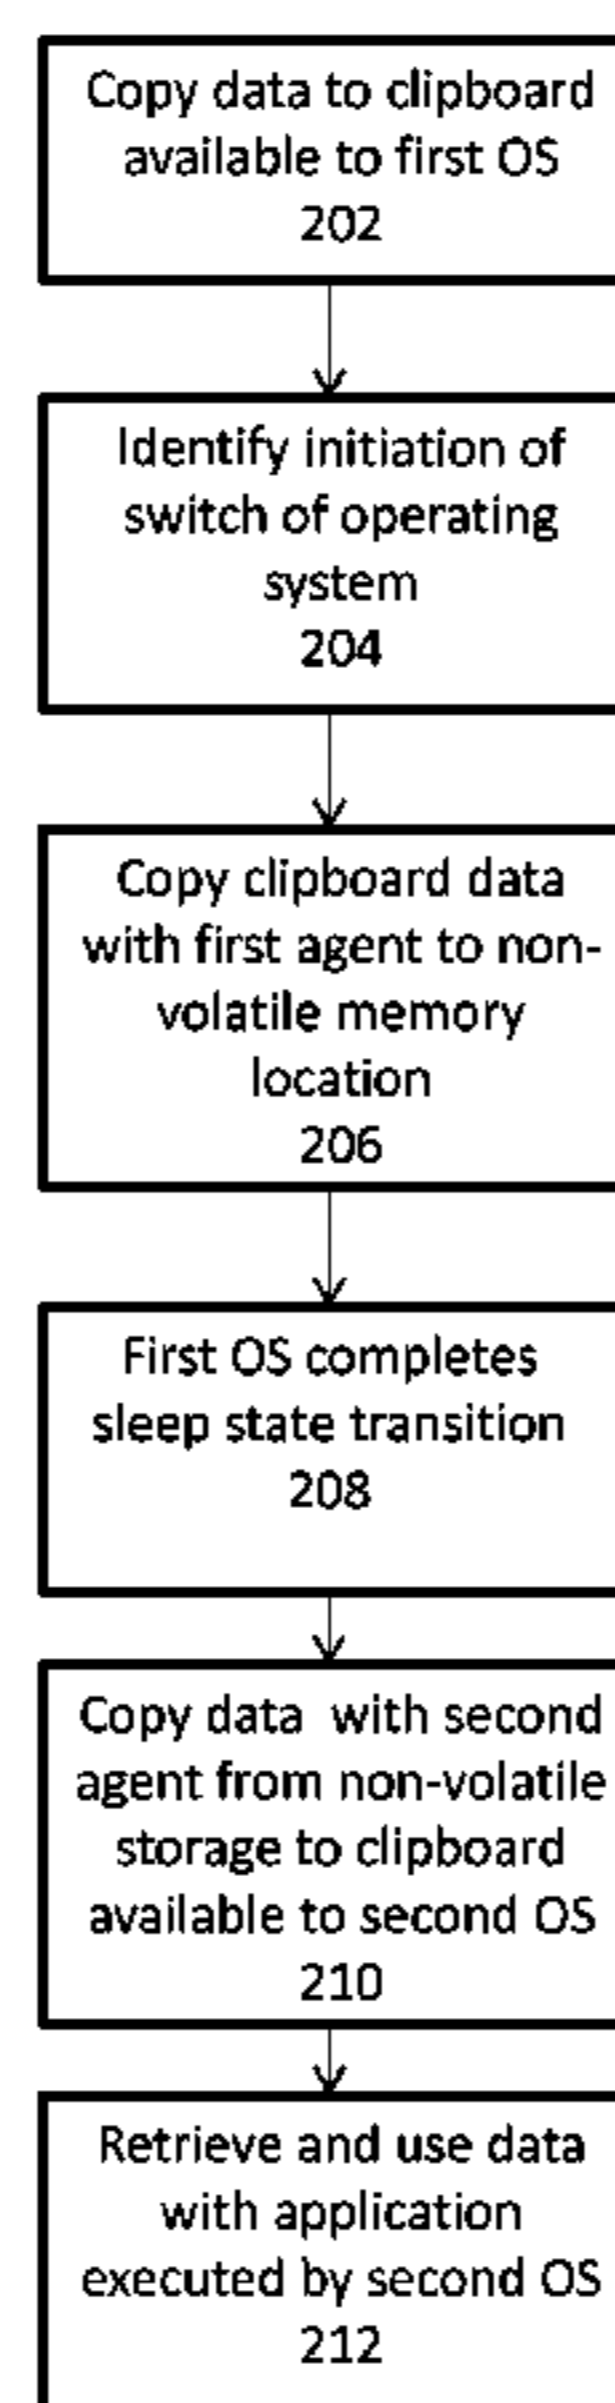 Copy data to clipboard
available to first OS
202
Identify initiation of
switch of operating
system
204
Copy clipboard data
with first agent to non-
volatile memory
location
206
First OS completes
sleep state transition
208
Copy data with second
agent from non-volatile
storage to clipboard
available to second OS
210
Retrieve and use data
with application
executed by second OS
212